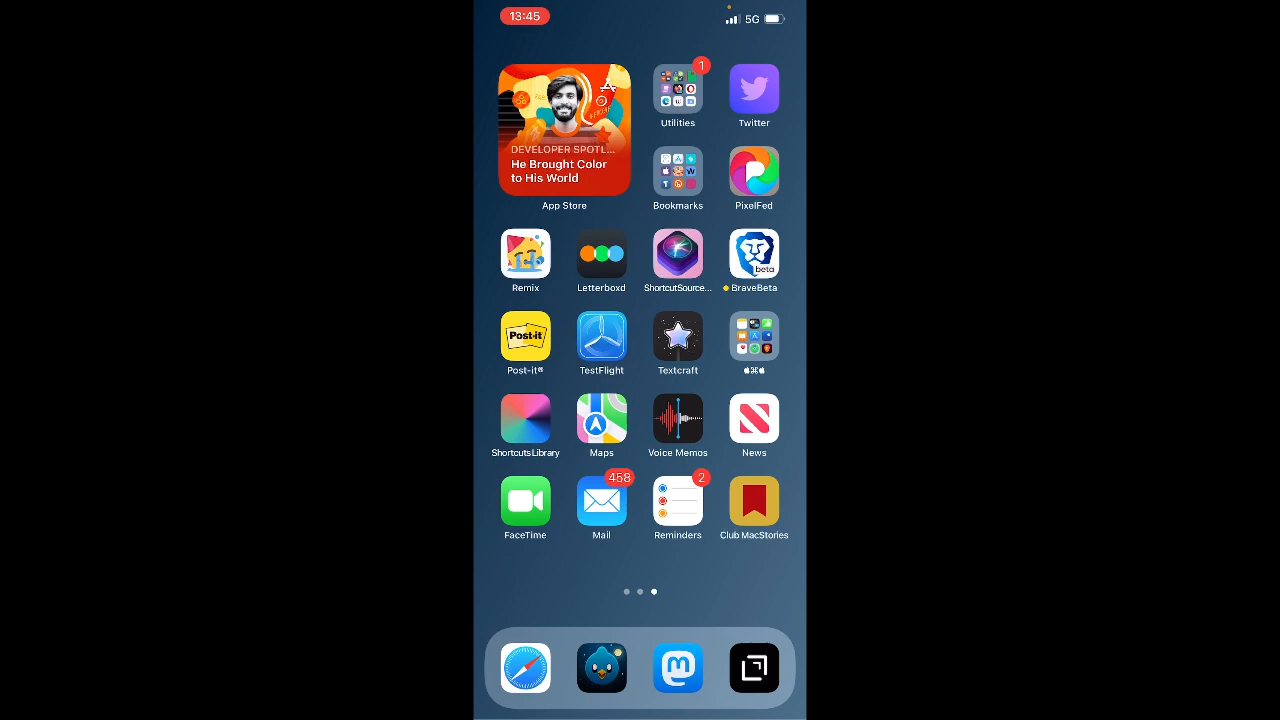 13:45
5G
1
DEVELOPER SPOTL...
He Brought Color
to His World
Utilities
Twitter
App Store
Bookmarks
PixelFed
beta
Remix
Letterboxd
ShortcutSource...
BraveBeta
Post-it
Post-it®
TestFlight
Textcraft
⌘
ShortcutsLibrary
Maps
Voice Memos
News
458
2
FaceTime
Mail
Reminders
Club MacStories